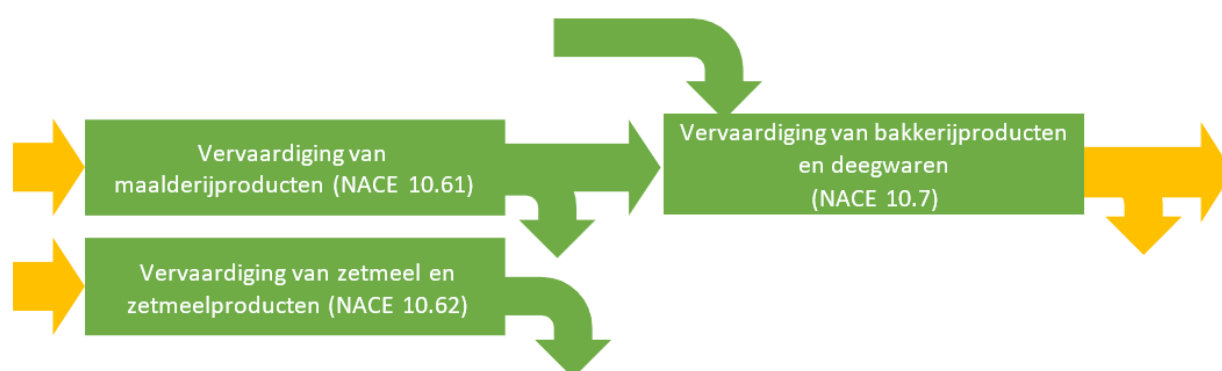 Vervaardiging van
maalderijproducten (NACE 10.61)
Vervaardiging van bakkerijproducten
en deegwaren
(NACE 10.7)
Vervaardiging van zetmeel en
zetmeelproducten (NACE 10.62)